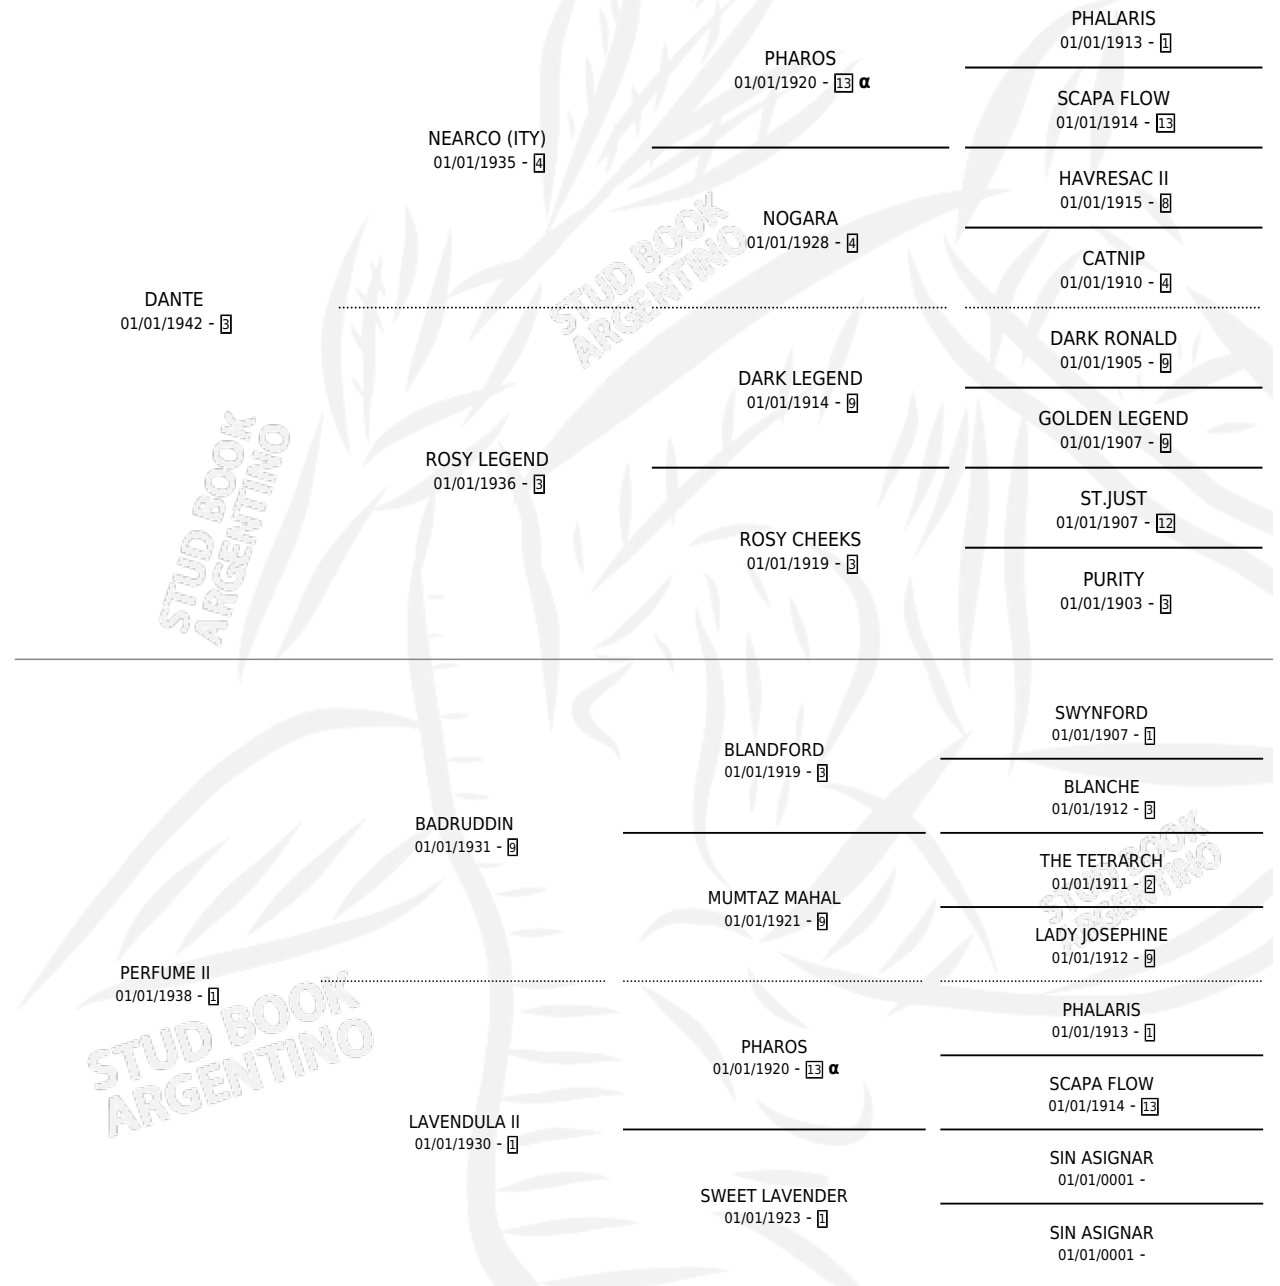 PHALARIS
01/01/1913 - 1
PHAROS
01/01/1920 - 13 α
SCAPA FLOW
01/01/1914 - 13
NEARCO (ITY)
01/01/1935 - 4
HAVRESAC II
01/01/1915 - 8
NOGARA
01/01/1928 - 4
CATNIP
01/01/1910 - 4
DANTE
01/01/1942 - 3
DARK RONALD
01/01/1905 - 9
DARK LEGEND
01/01/1914 - 9
GOLDEN LEGEND
01/01/1907 - 9
ROSY LEGEND
01/01/1936 - 3
ST.JUST
01/01/1907 - 12
ROSY CHEEKS
01/01/1919 - 3
PURITY
01/01/1903 - 3
STUD BOOK
ARGENTINO
STUD BOOK
ARGENTINO
SWYNFORD
01/01/1907 - 1
BLANDFORD
01/01/1919 - 3
BLANCHE
01/01/1912 - 3
BADRUDDIN
01/01/1931 - 9
THE TETRARCH
01/01/1911 - 2
MUMTAZ MAHAL
01/01/1921 - 9
LADY JOSEPHINE
01/01/1912 - 9
PERFUME II
01/01/1938 - 1
PHALARIS
01/01/1913 - 1
PHAROS
01/01/1920 - 13 α
SCAPA FLOW
01/01/1914 - 13
LAVENDULA II
01/01/1930 - 1
SIN ASIGNAR
01/01/0001 -
SWEET LAVENDER
01/01/1923 - 1
SIN ASIGNAR
01/01/0001 -
STUD BOOK
ARGENTINO
STUD BOOK
ARGENTINO